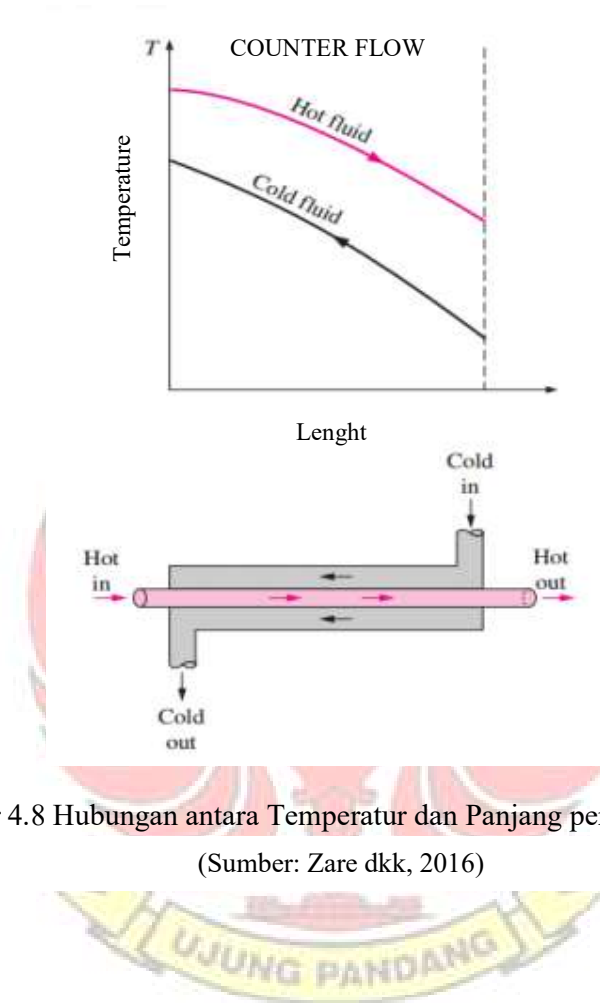 T
COUNTER FLOW
Temperature
Hot fluid
Cold fluid
Lenght
Cold
in
Hot
in
Hot
out
Cold
out
4.8 Hubungan antara Temperatur dan Panjang
(Sumber: Zare dkk, 2016)
UJUNG PANDANG